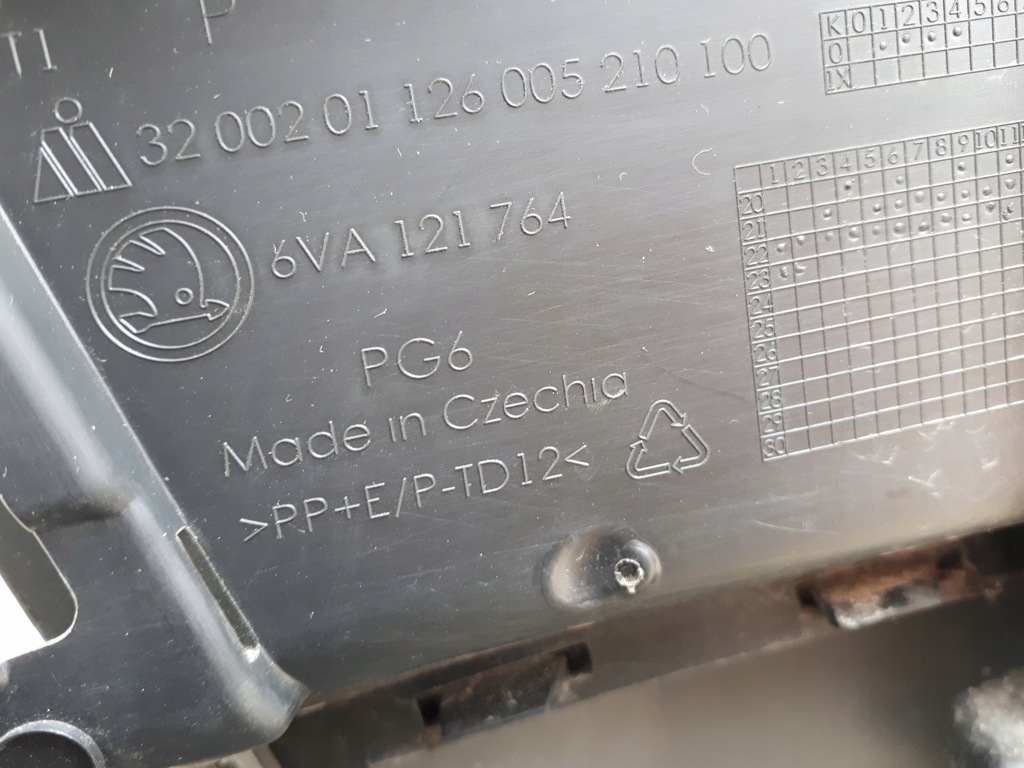 T1
P
32 002 01 126 005 210 100
6VA 121 764
PG6
Made in Czechia
>PP+E/P-TD12<
K 0 1 2 3 4 5 6
0
1X
1 2 3 4 5 6 7 8 9 10 11
20
21
22
23
24
25
26
27
28
29
30